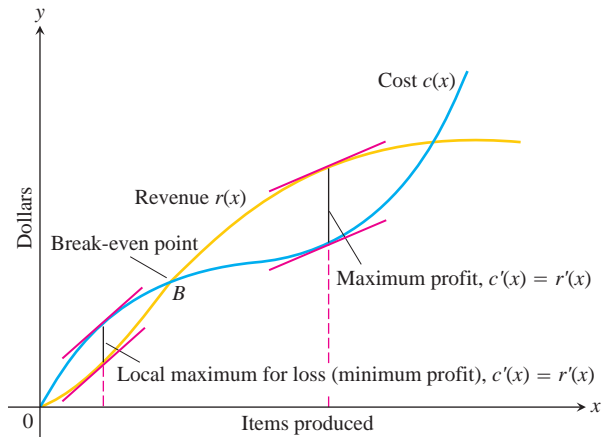 y
Cost c(x)
Revenue r(x)
Dollars
Break-even point
B
Maximum profit, c′(x) = r′(x)
Local maximum for loss (minimum profit), c′(x) = r′(x)
0
x
Items produced